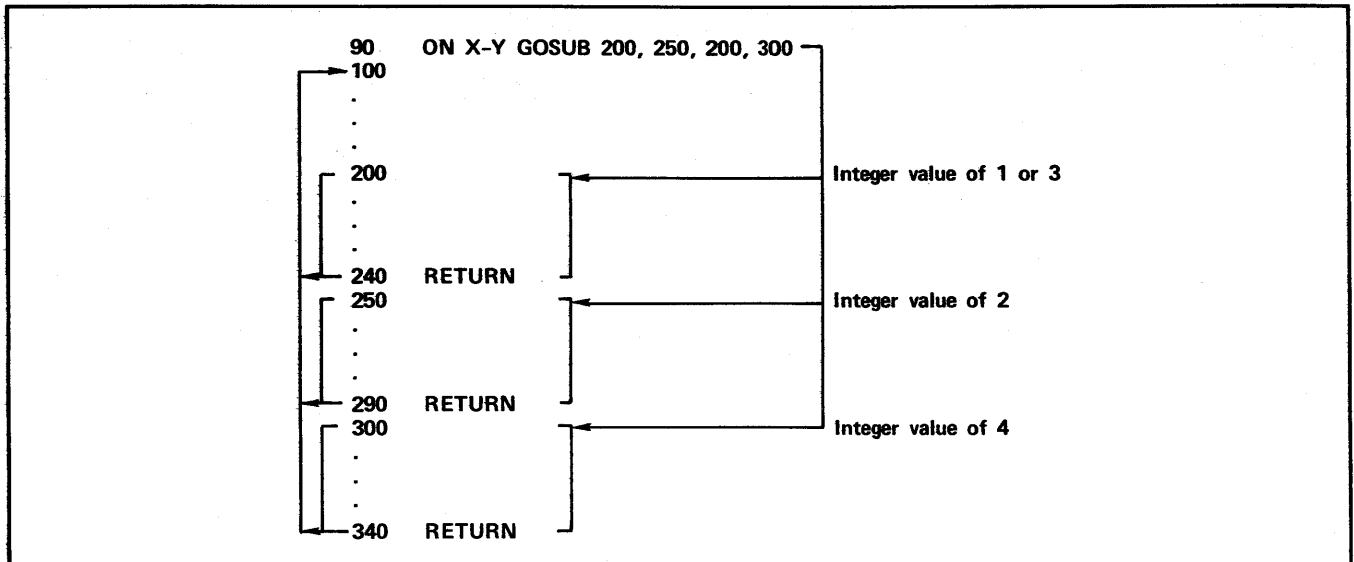 90 ON X-Y GOSUB 200, 250, 200, 300
100
.
.
.
200 Integer value of 1 or 3
.
.
.
240 RETURN
250 Integer value of 2
.
.
.
290 RETURN
300 Integer value of 4
.
.
.
340 RETURN